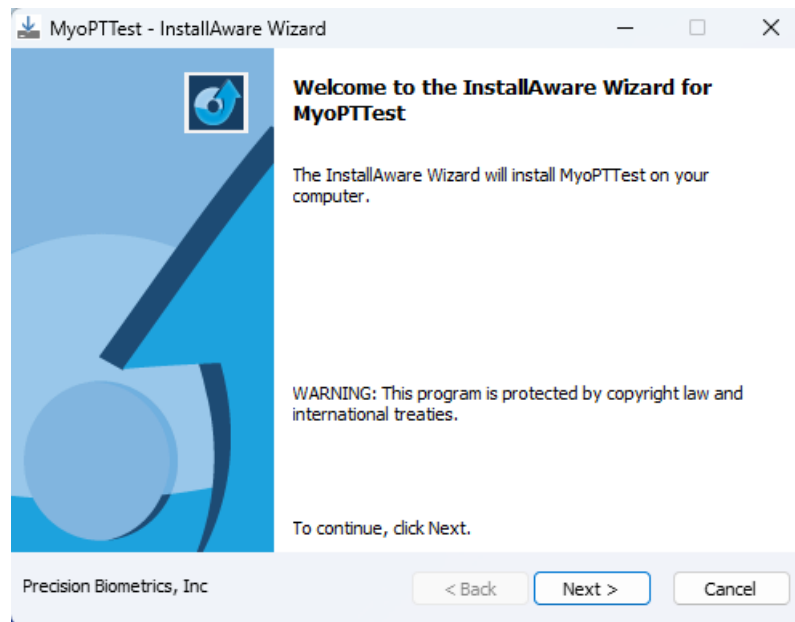 MyoPTTest - InstallAware Wizard
Welcome to the InstallAware Wizard for
MyoPTTest
The InstallAware Wizard will install MyoPTTest on your
computer.
WARNING: This program is protected by copyright law and
international treaties.
To continue, click Next.
Precision Biometrics, Inc
< Back
Next >
Cancel